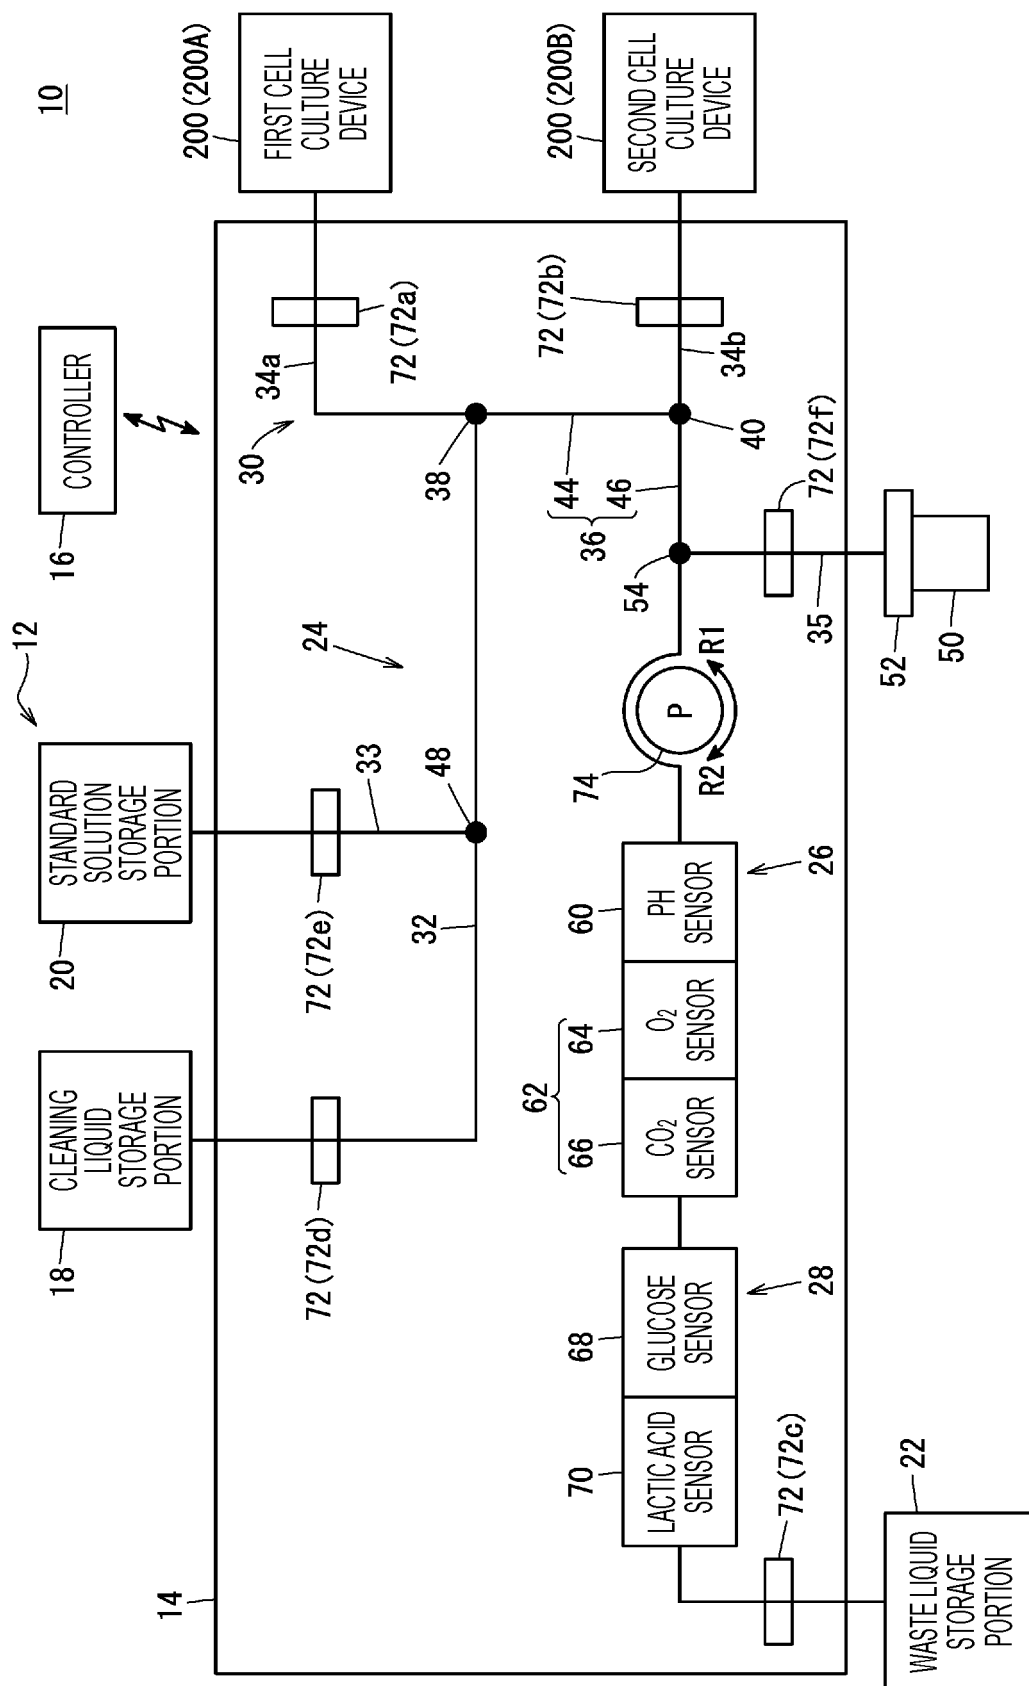 10
CONTROLLER
16
12
STANDARD
SOLUTION
STORAGE
PORTION
20
CLEANING
LIQUID
STORAGE
PORTION
18
14
200 (200A)
FIRST CELL
CULTURE
DEVICE
200 (200B)
SECOND CELL
CULTURE
DEVICE
72 (72d)
72 (72e)
33
32
48
24
30
34a
72 (72a)
38
72 (72b)
34b
44
46
36
40
54
72 (72f)
35
52
50
P
74
R1
R2
62
70
68
66
64
60
LACTIC ACID
SENSOR
GLUCOSE
SENSOR
CO2
SENSOR
O2
SENSOR
PH
SENSOR
28
26
72 (72c)
22
WASTE LIQUID
STORAGE
PORTION